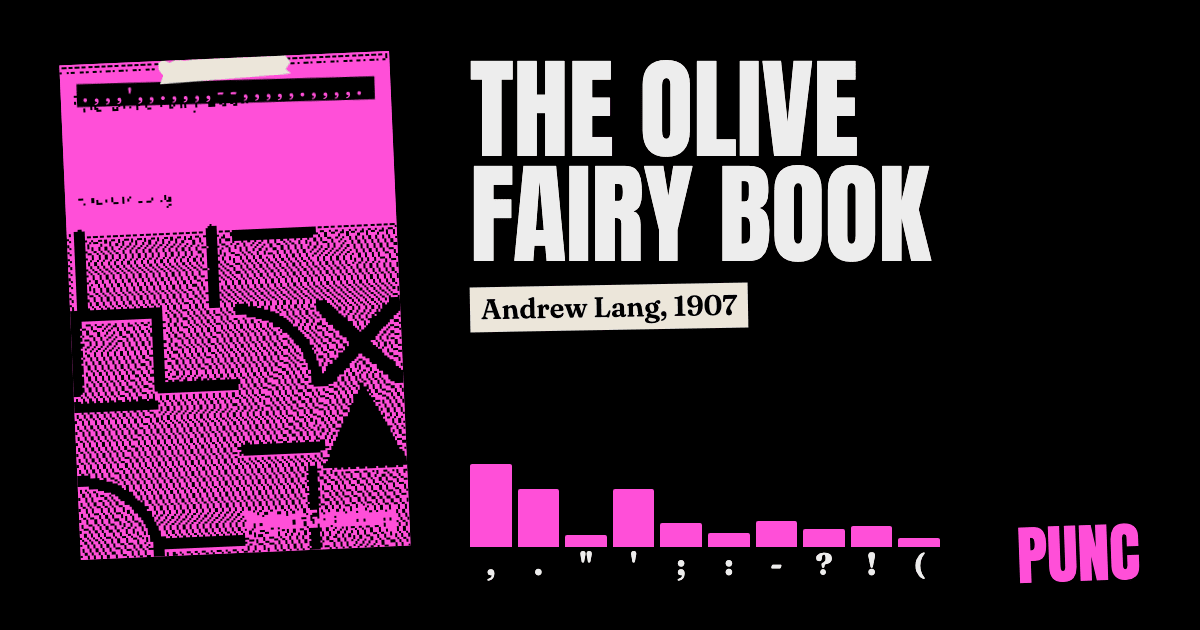 THE OLIVE
FAIRY BOOK
Andrew Lang, 1907
, . " ' ; : - ? ! (
PUNC